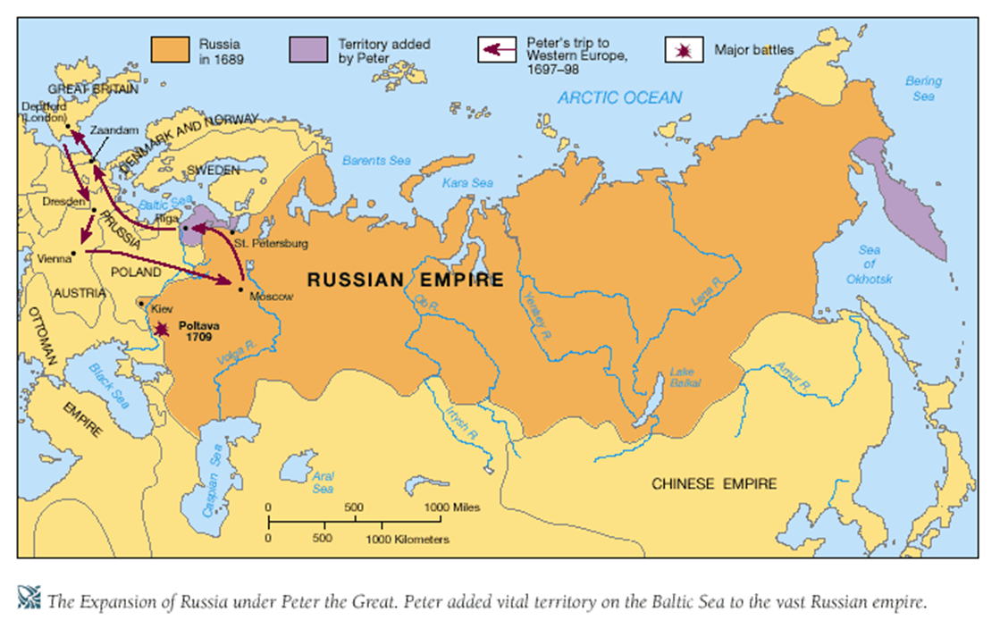 Russia
in 1689
Territory added
by Peter
Peter's trip to
Western Europe,
1697–98
Major battles
GREAT BRITAIN
Deptford
(London)
Zaandam
DENMARK AND NORWAY
SWEDEN
Barents Sea
Kara Sea
ARCTIC OCEAN
Bering
Sea
Dresden
Baltic Sea
Riga
PRUSSIA
St. Petersburg
Vienna
POLAND
AUSTRIA
Moscow
RUSSIAN EMPIRE
Sea
of
Okhotsk
Kiev
Poltava
1709
OTTOMAN
EMPIRE
Black Sea
Volga R.
Ob R.
Yenisey R.
Lena R.
Lake
Baikal
Amur R.
Irtysh R.
Caspian Sea
Aral
Sea
CHINESE EMPIRE
0 500 1000 Miles
0 500 1000 Kilometers
The Expansion of Russia under Peter the Great. Peter added vital territory on the Baltic Sea to the vast Russian empire.